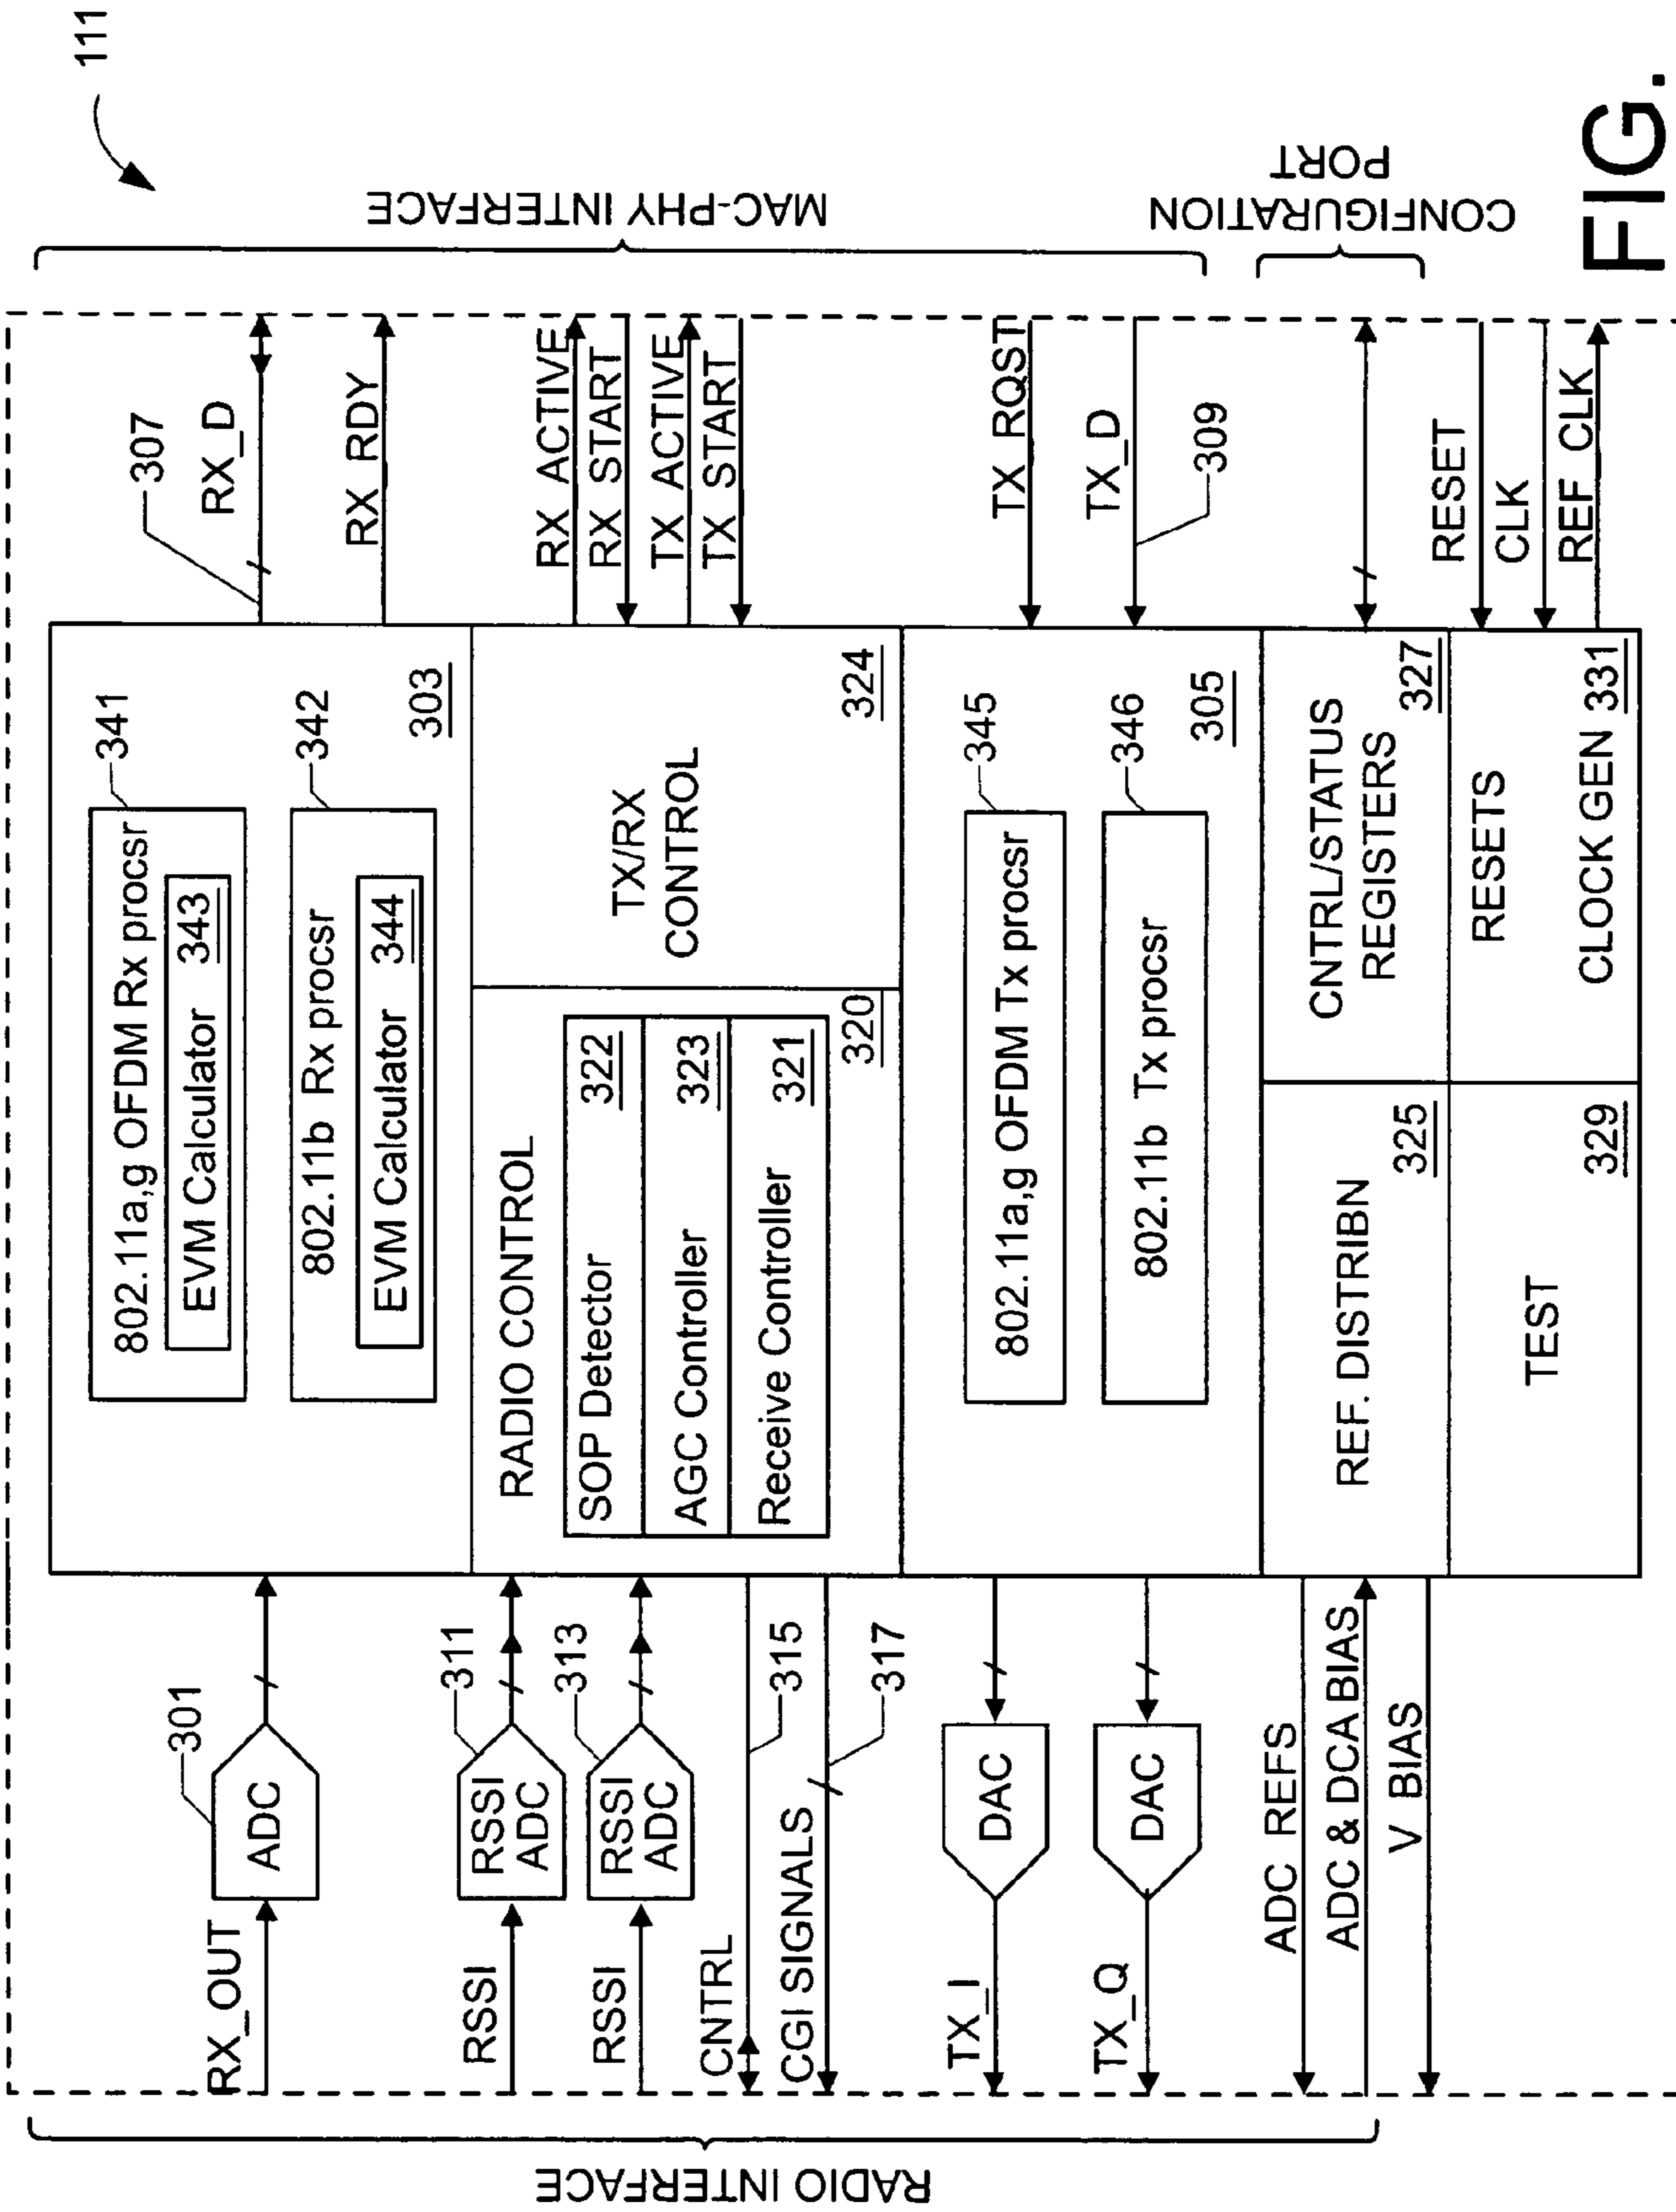 111
RADIO INTERFACE
MAC-PHY INTERFACE
CONFIGURATION
PORT
RX_OUT
301
ADC
802.11a,g OFDM Rx procsr
341
EVM Calculator 343
802.11b Rx procsr
342
EVM Calculator 344
303
307
RX_D
RX_RDY
RSSI
RSSI
ADC
311
RSSI
RSSI
ADC
313
CNTRL
315
CGI SIGNALS
317
RADIO CONTROL
SOP Detector 322
AGC Controller 323
Receive Controller 321
320
TX/RX
CONTROL
324
RX_ACTIVE
RX_START
TX_ACTIVE
TX_START
TX_I
DAC
TX_Q
DAC
802.11a,g OFDM Tx procsr
345
802.11b Tx procsr
346
305
TX_RQST
TX_D
309
ADC REFS
ADC & DCA BIAS
V BIAS
REF. DISTRIBN
325
CNTRL/STATUS
REGISTERS
327
TEST
329
RESETS
CLOCK GEN 331
RESET
CLK
REF_CLK
FIG.